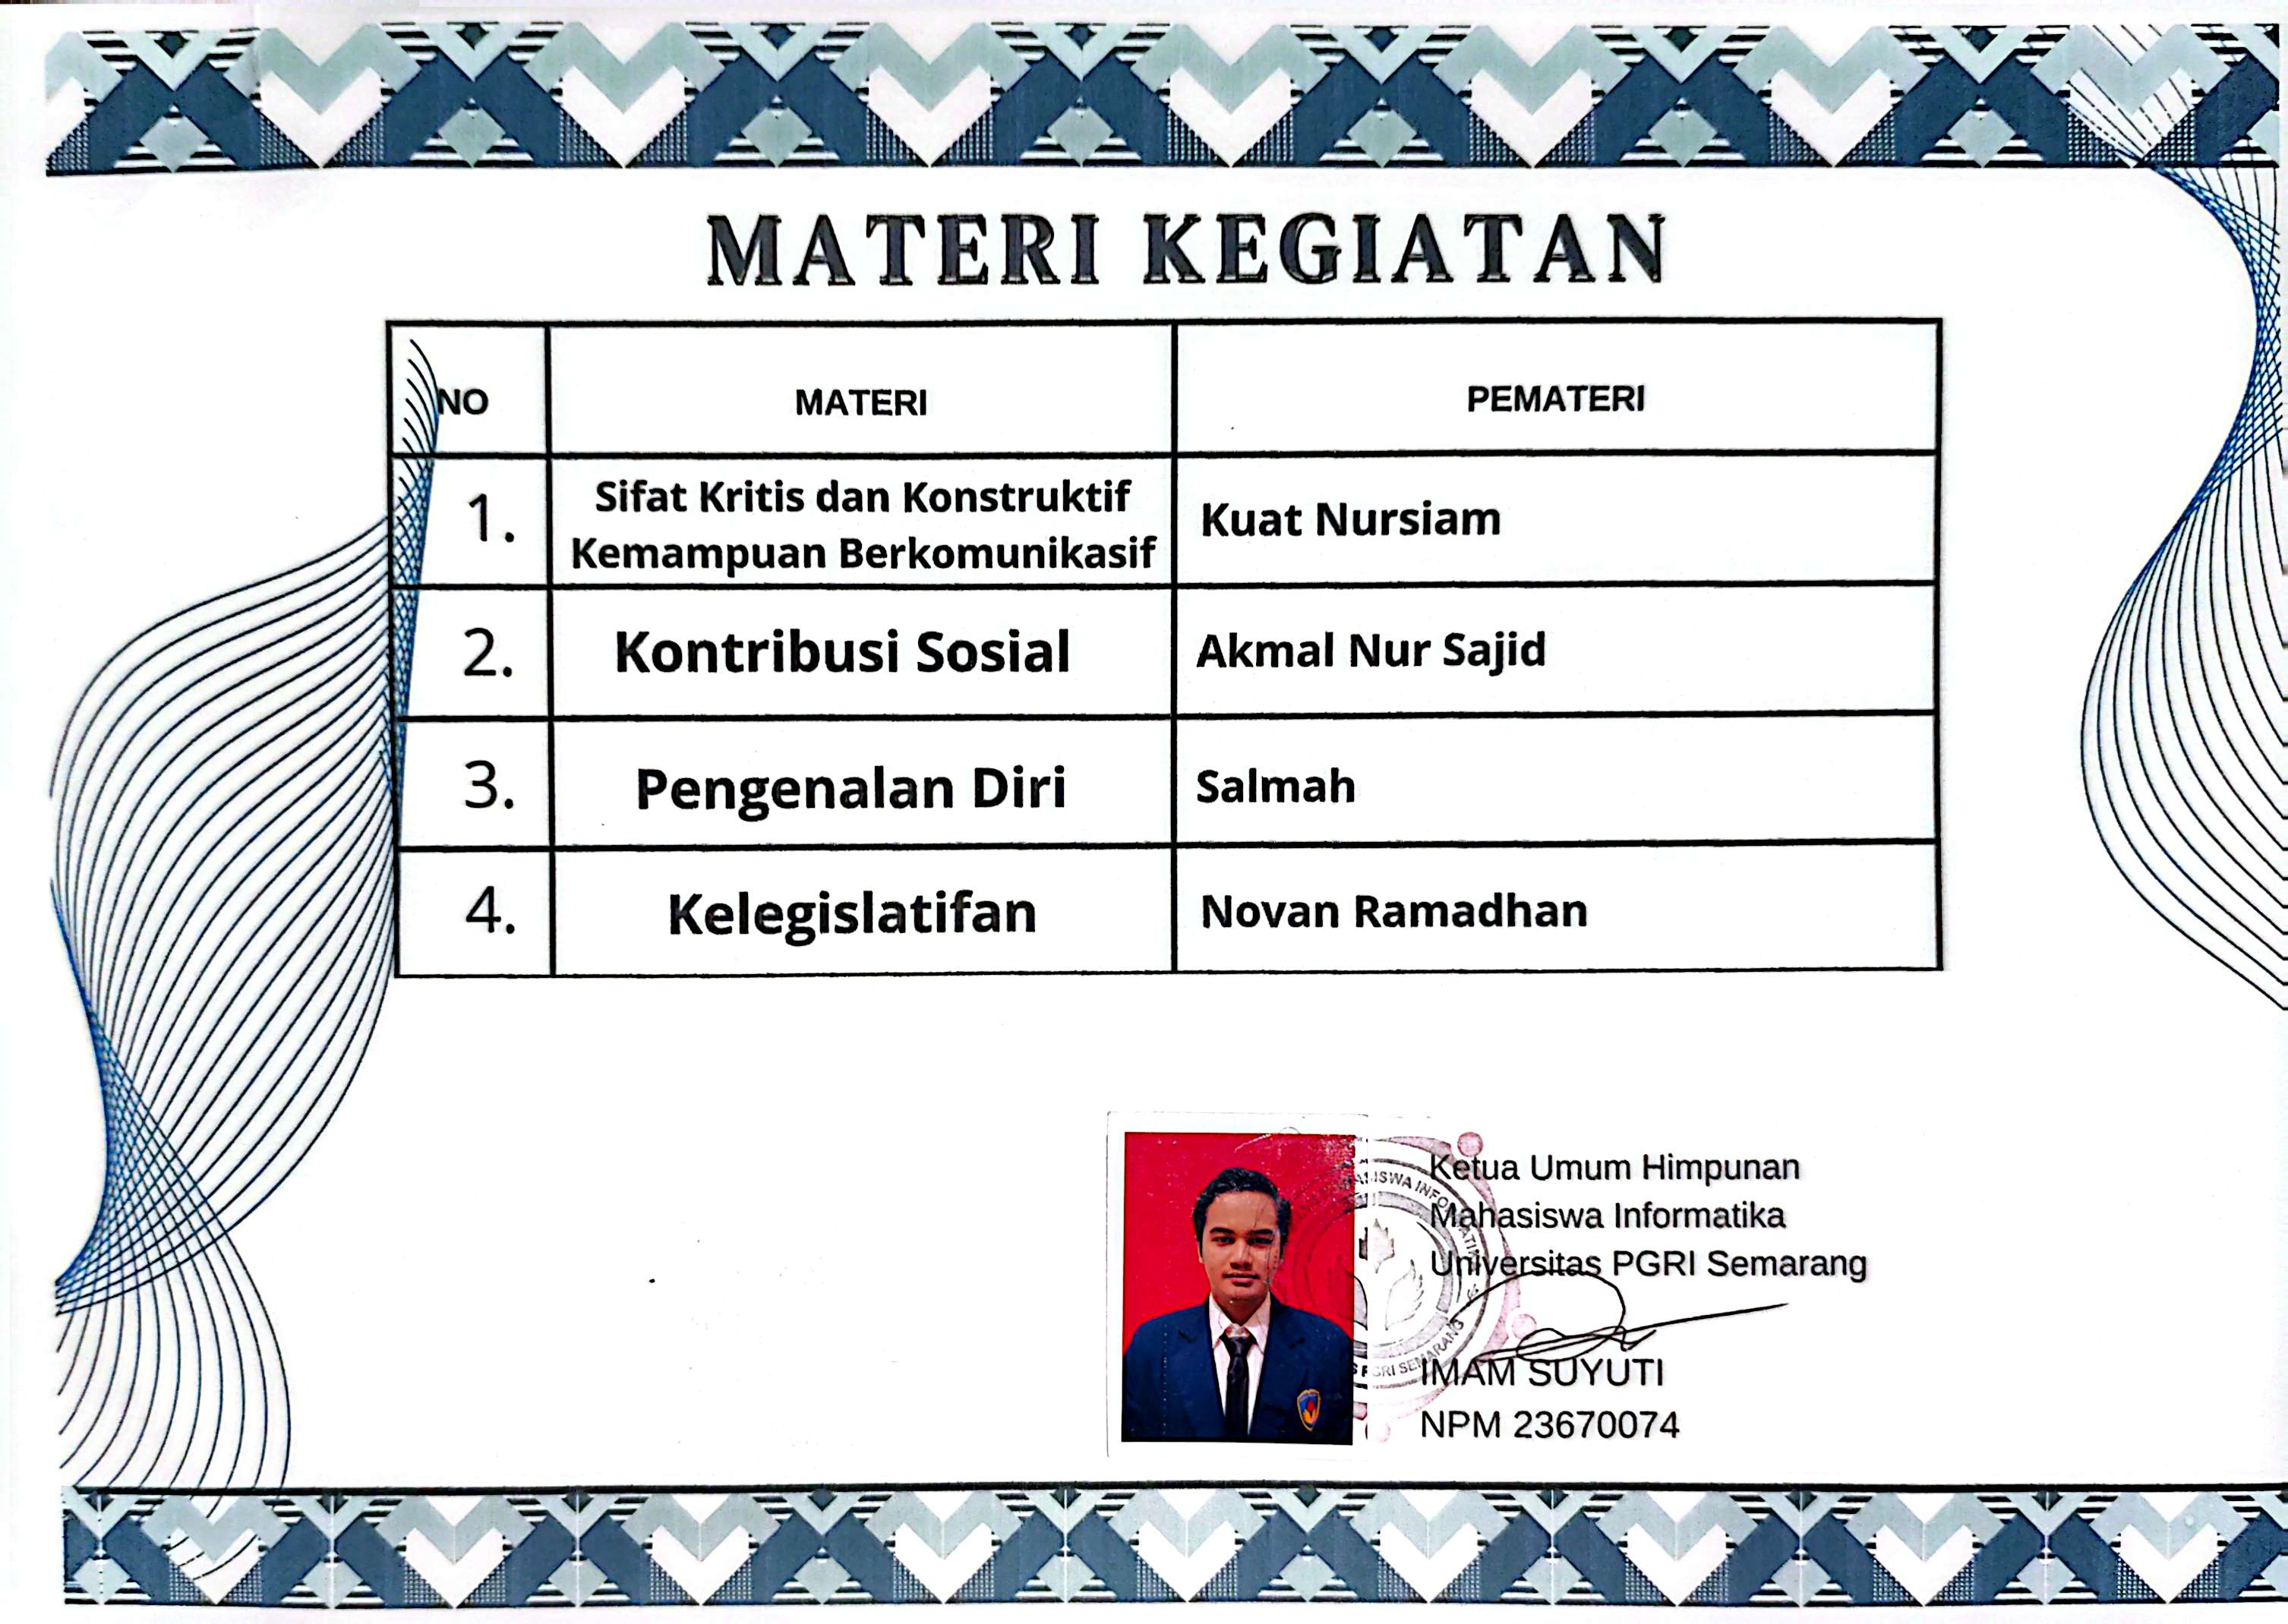 MATERI KEGIATAN
NO MATERI PEMATERI
1. Sifat Kritis dan Konstruktif
Kemampuan Berkomunikasif Kuat Nursiam
2. Kontribusi Sosial Akmal Nur Sajid
3. Pengenalan Diri Salmah
4. Kelegislatifan Novan Ramadhan
Ketua Umum Himpunan
Mahasiswa Informatika
Universitas PGRI Semarang
IMAM SUYUTI
NPM 23670074